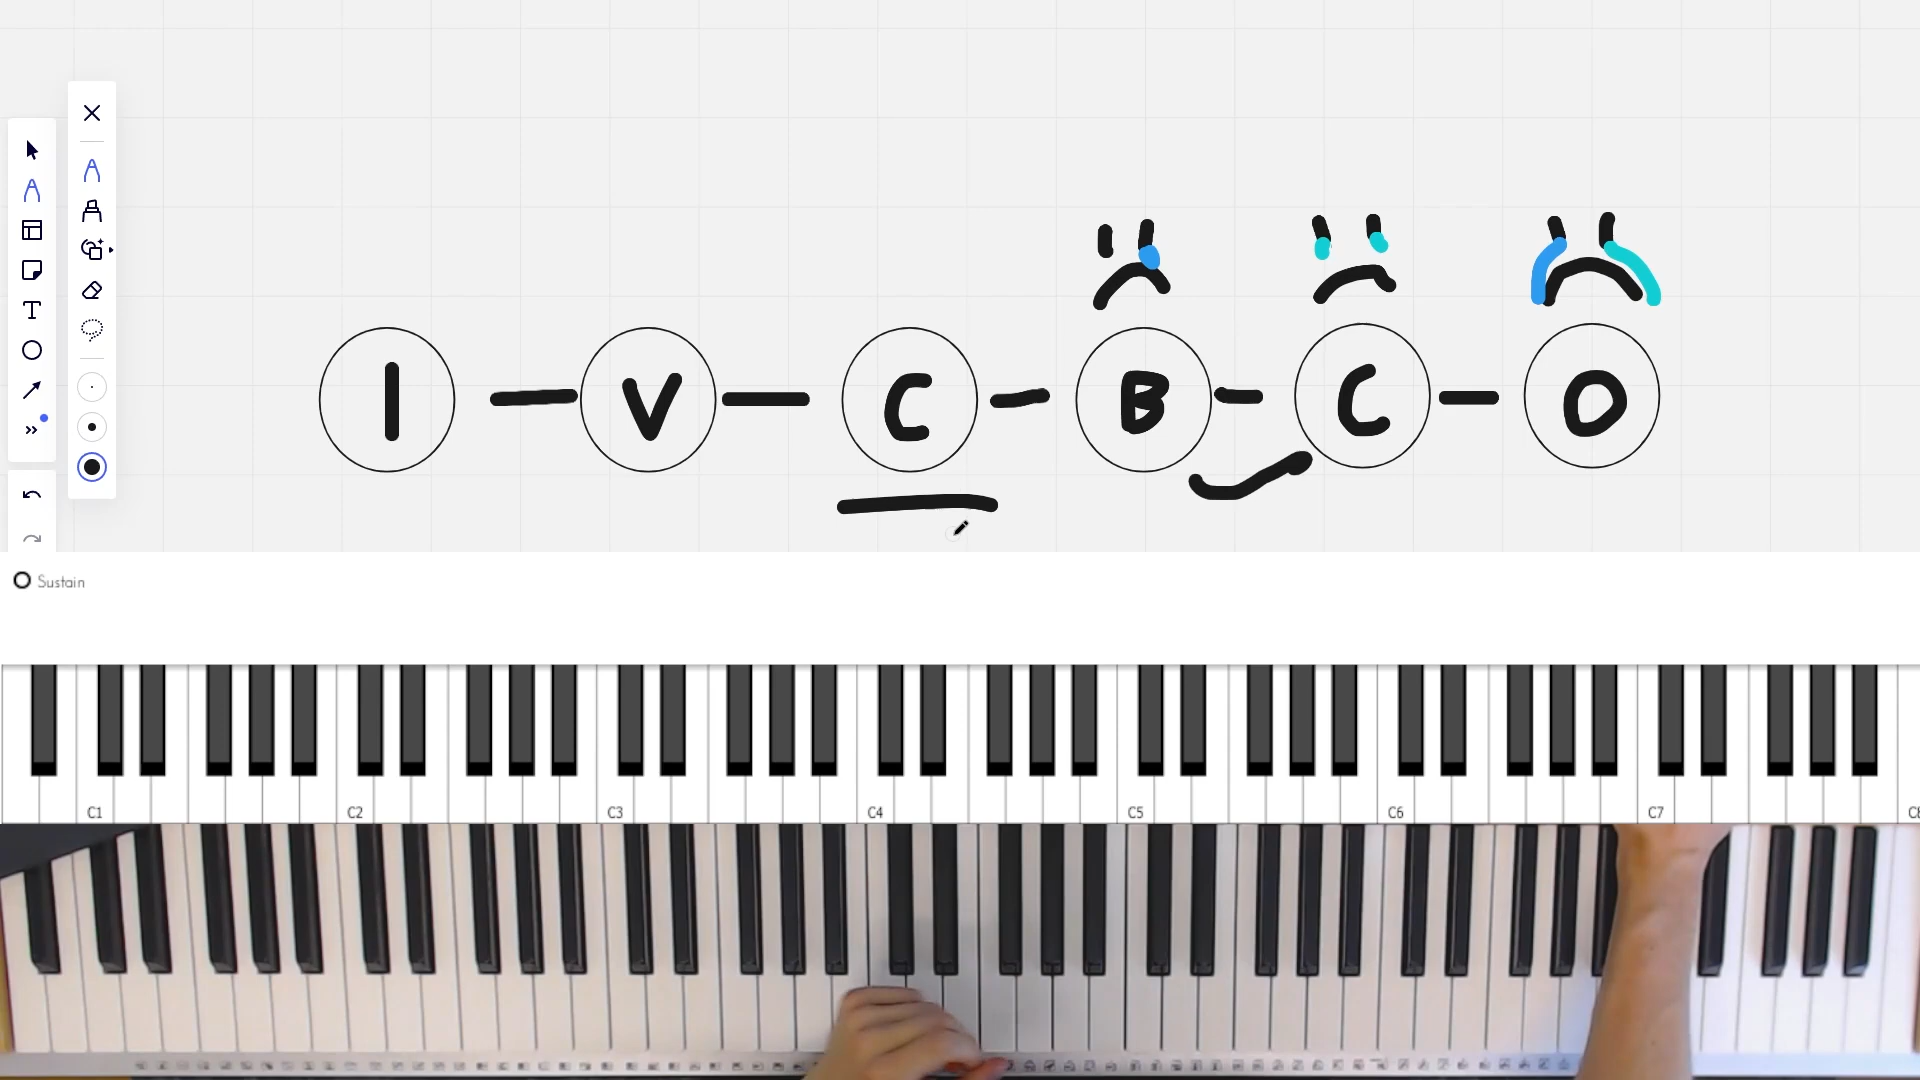 I — V — C — B — C — O
Sustain
C1 C2 C3 C4 C5 C6 C7